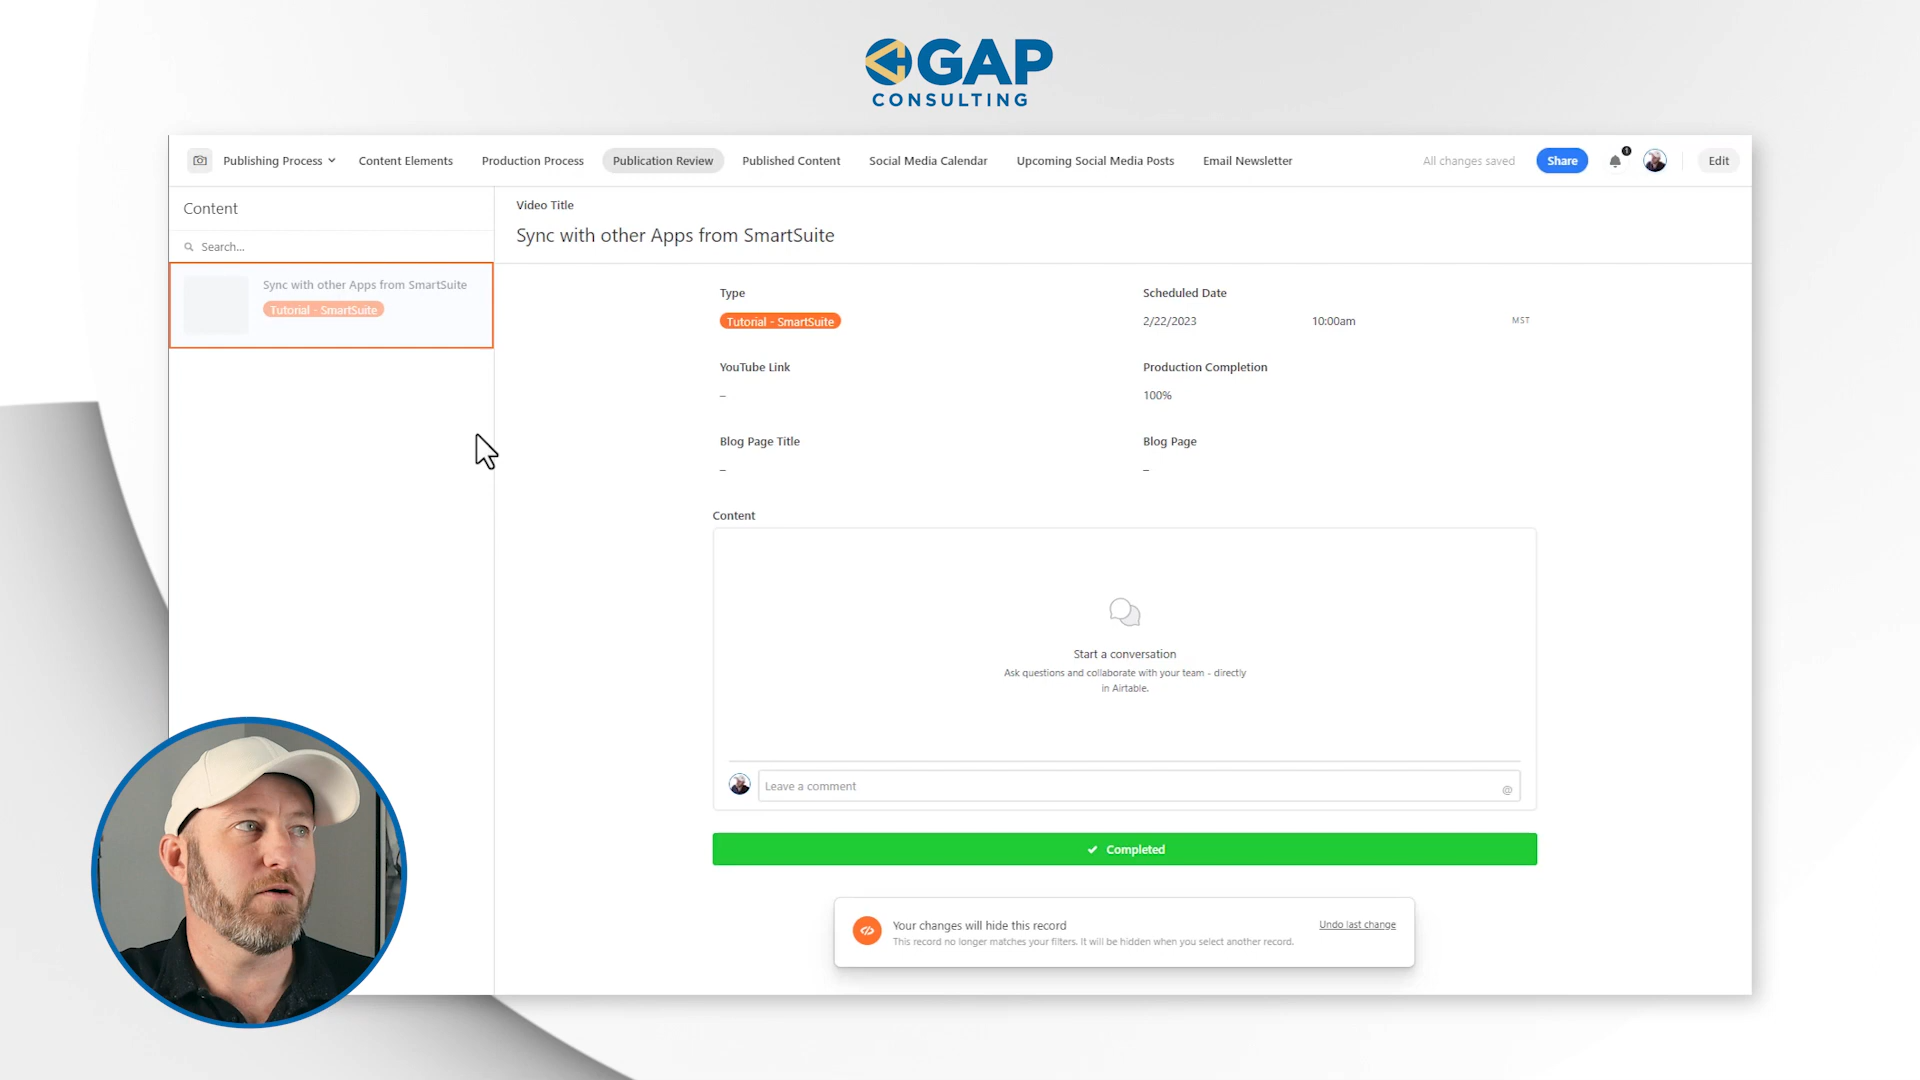 GAP
CONSULTING
Publishing Process
Content Elements
Production Process
Publication Review
Published Content
Social Media Calendar
Upcoming Social Media Posts
Email Newsletter
All changes saved
Share
1
Edit
Content
Search...
Sync with other Apps from SmartSuite
Tutorial - SmartSuite
Video Title
Sync with other Apps from SmartSuite
Type
Tutorial - SmartSuite
Scheduled Date
2/22/2023 10:00am MST
YouTube Link
–
Production Completion
100%
Blog Page Title
–
Blog Page
–
Content
Start a conversation
Ask questions and collaborate with your team - directly
in Airtable.
Leave a comment
@
Completed
Your changes will hide this record
Undo last change
This record no longer matches your filters. It will be hidden when you select another record.